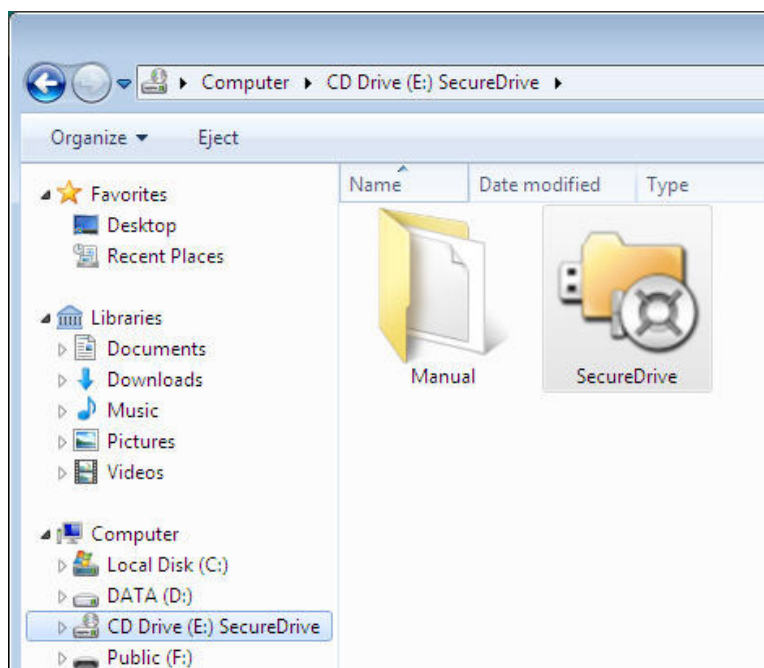 Computer CD Drive (E:) SecureDrive
Organize Eject
Name Date modified Type
Favorites
Desktop
Recent Places
Libraries
Documents
Downloads
Music
Pictures
Videos
Computer
Local Disk (C:)
DATA (D:)
CD Drive (E:) SecureDrive
Public (F:)
Manual SecureDrive